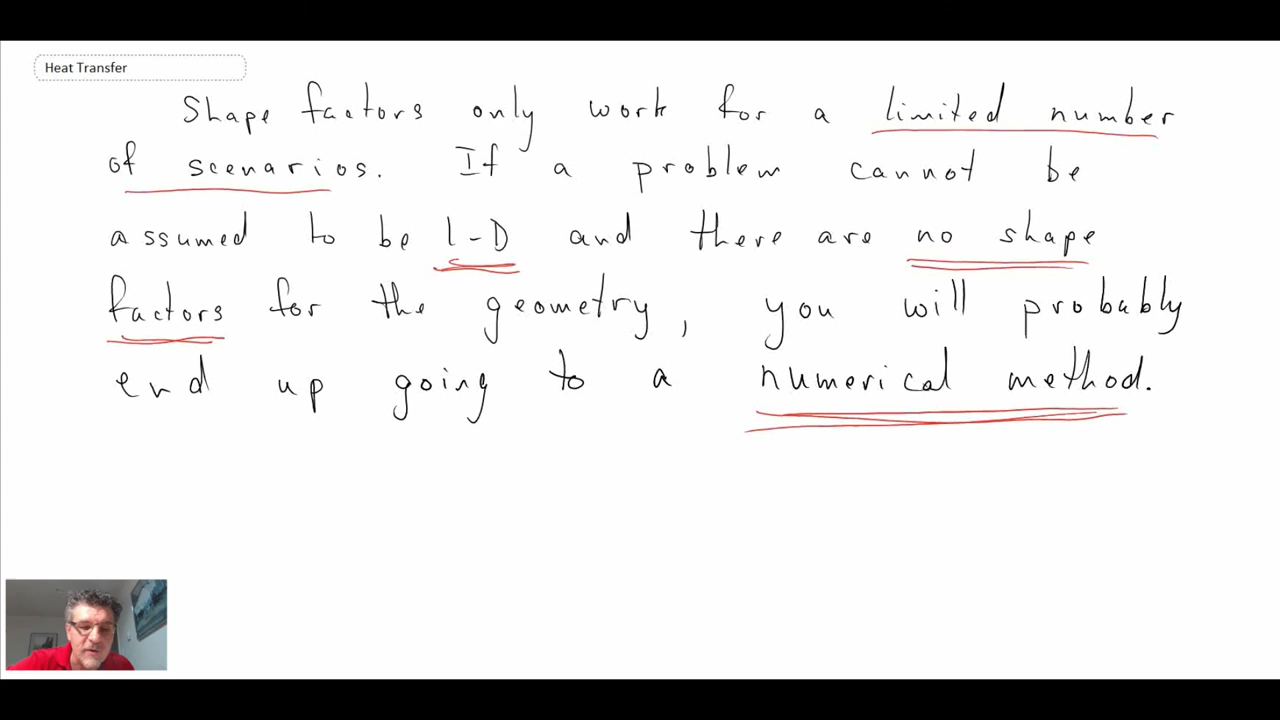 Heat Transfer
Shape factors only work for a limited number
of scenarios. If a problem cannot be
assumed to be 1-D and there are no shape
factors for the geometry, you will probably
end up going to a numerical method.